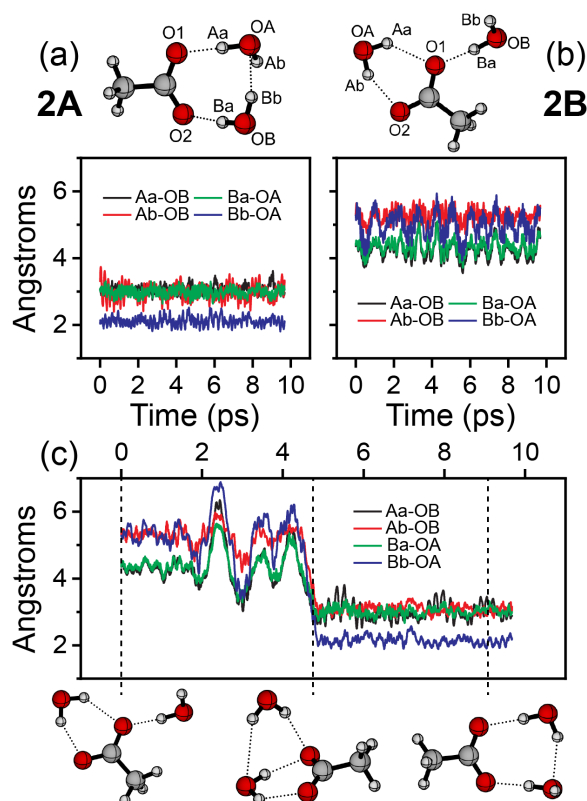 (a)
2A
O1
Aa
OA
Ab
Bb
Ba
O2
OB
(b)
2B
OA
Aa
O1
Bb
OB
Ba
Ab
O2
Angstroms
6
4
2
Aa-OB Ba-OA
Ab-OB Bb-OA
0 2 4 6 8 10
Time (ps)
Aa-OB Ba-OA
Ab-OB Bb-OA
0 2 4 6 8 10
Time (ps)
(c)
0 2 4 6 8 10
Angstroms
6
4
2
Aa-OB
Ab-OB
Ba-OA
Bb-OA